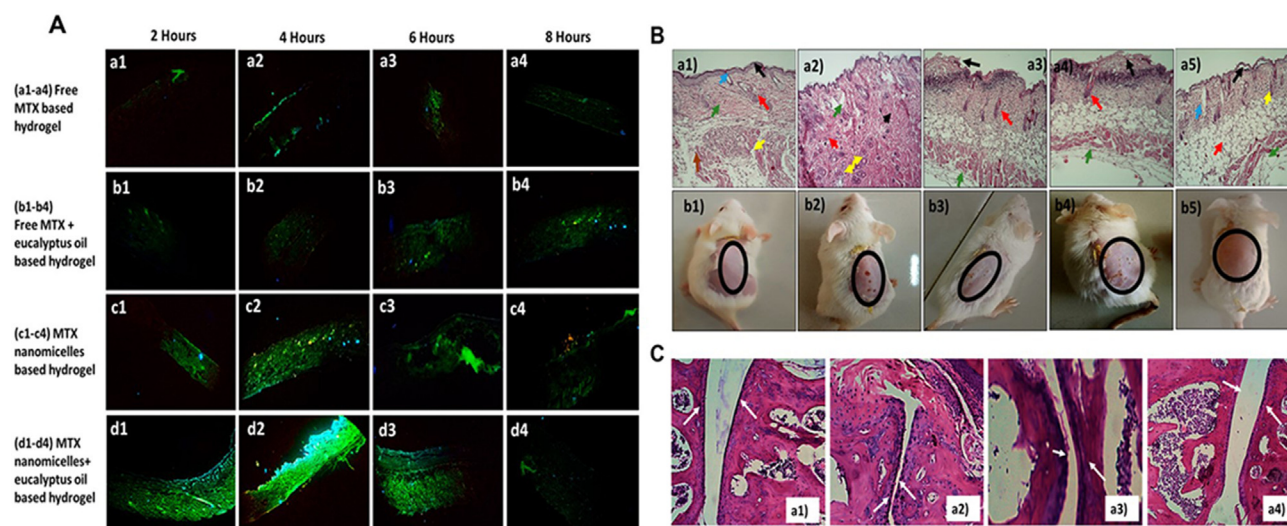 A
2 Hours 4 Hours 6 Hours 8 Hours
(a1-a4) Free
MTX based
hydrogel
a1 a2 a3 a4
(b1-b4)
Free MTX +
eucalyptus oil
based hydrogel
b1 b2 b3 b4
(c1-c4) MTX
nanomicelles
based hydrogel
c1 c2 c3 c4
(d1-d4) MTX
nanomicelles+
eucalyptus oil
based hydrogel
d1 d2 d3 d4
B
a1) a2) a3) a4) a5)
b1) b2) b3) b4) b5)
C
a1) a2) a3) a4)